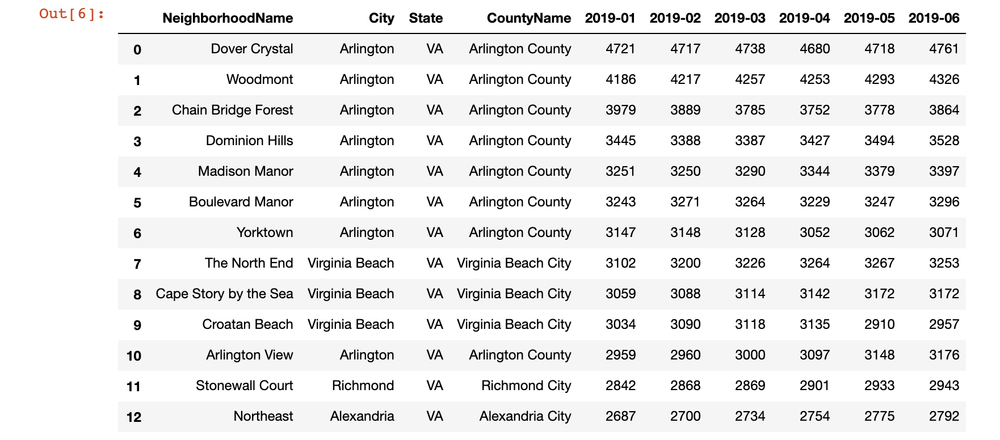 Out[6]:
NeighborhoodName City State CountyName 2019-01 2019-02 2019-03 2019-04 2019-05 2019-06
0 Dover Crystal Arlington VA Arlington County 4721 4717 4738 4680 4718 4761
1 Woodmont Arlington VA Arlington County 4186 4217 4257 4253 4293 4326
2 Chain Bridge Forest Arlington VA Arlington County 3979 3889 3785 3752 3778 3864
3 Dominion Hills Arlington VA Arlington County 3445 3388 3387 3427 3494 3528
4 Madison Manor Arlington VA Arlington County 3251 3250 3290 3344 3379 3397
5 Boulevard Manor Arlington VA Arlington County 3243 3271 3264 3229 3247 3296
6 Yorktown Arlington VA Arlington County 3147 3148 3128 3052 3062 3071
7 The North End Virginia Beach VA Virginia Beach City 3102 3200 3226 3264 3267 3253
8 Cape Story by the Sea Virginia Beach VA Virginia Beach City 3059 3088 3114 3142 3172 3172
9 Croatan Beach Virginia Beach VA Virginia Beach City 3034 3090 3118 3135 2910 2957
10 Arlington View Arlington VA Arlington County 2959 2960 3000 3097 3148 3176
11 Stonewall Court Richmond VA Richmond City 2842 2868 2869 2901 2933 2943
12 Northeast Alexandria VA Alexandria City 2687 2700 2734 2754 2775 2792